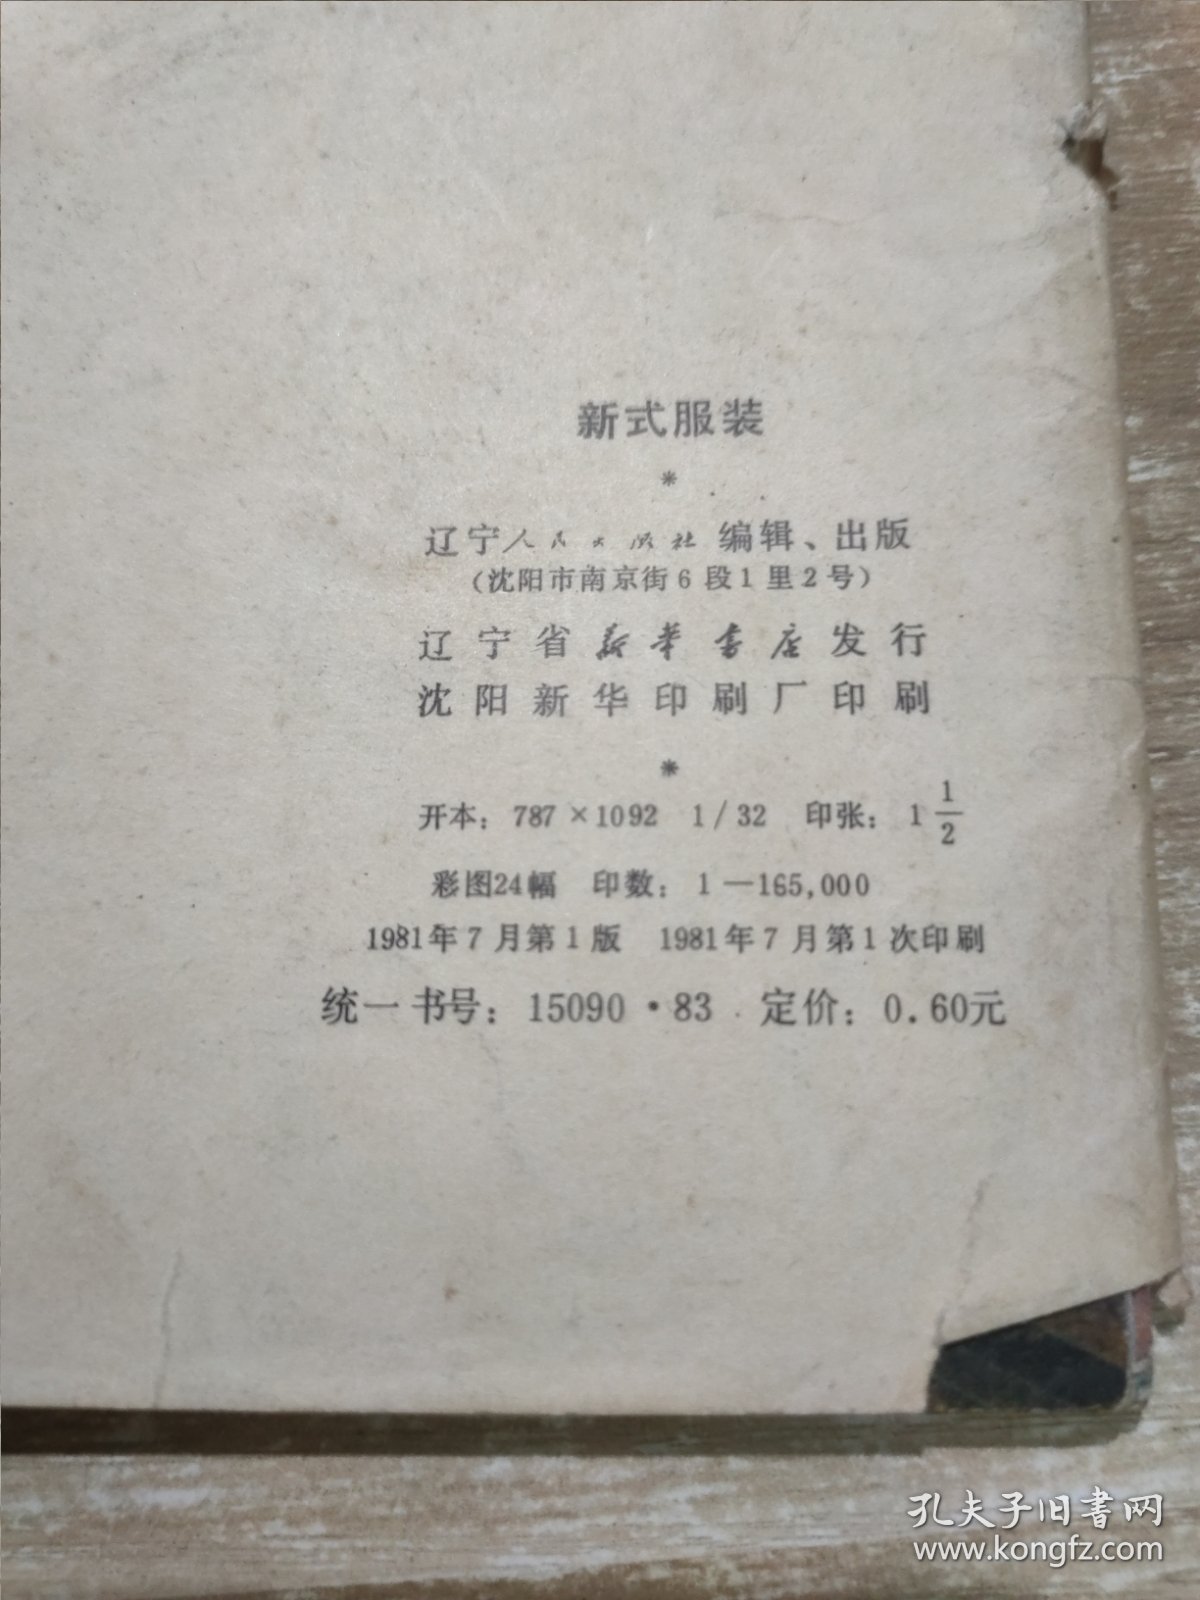 新式服装
*
辽宁人民出版社 编辑、出版
(沈阳市南京街6段1里2号)
辽宁省新华书店发行
沈阳新华印刷厂印刷
*
开本: 787×1092 1/32 印张: 1 1/2
彩图24幅 印数: 1—165,000
1981年7月第1版 1981年7月第1次印刷
统一书号: 15090·83 定价: 0.60元
孔夫子旧书网
www.kongfz.com